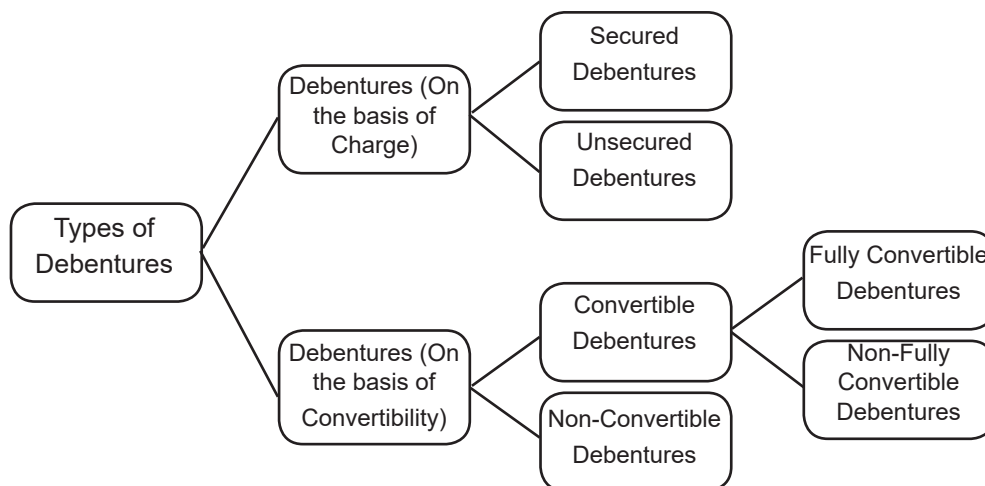 Types of
Debentures
Debentures (On
the basis of
Charge)
Secured
Debentures
Unsecured
Debentures
Debentures (On
the basis of
Convertibility)
Convertible
Debentures
Fully Convertible
Debentures
Non-Fully
Convertible
Debentures
Non-Convertible
Debentures